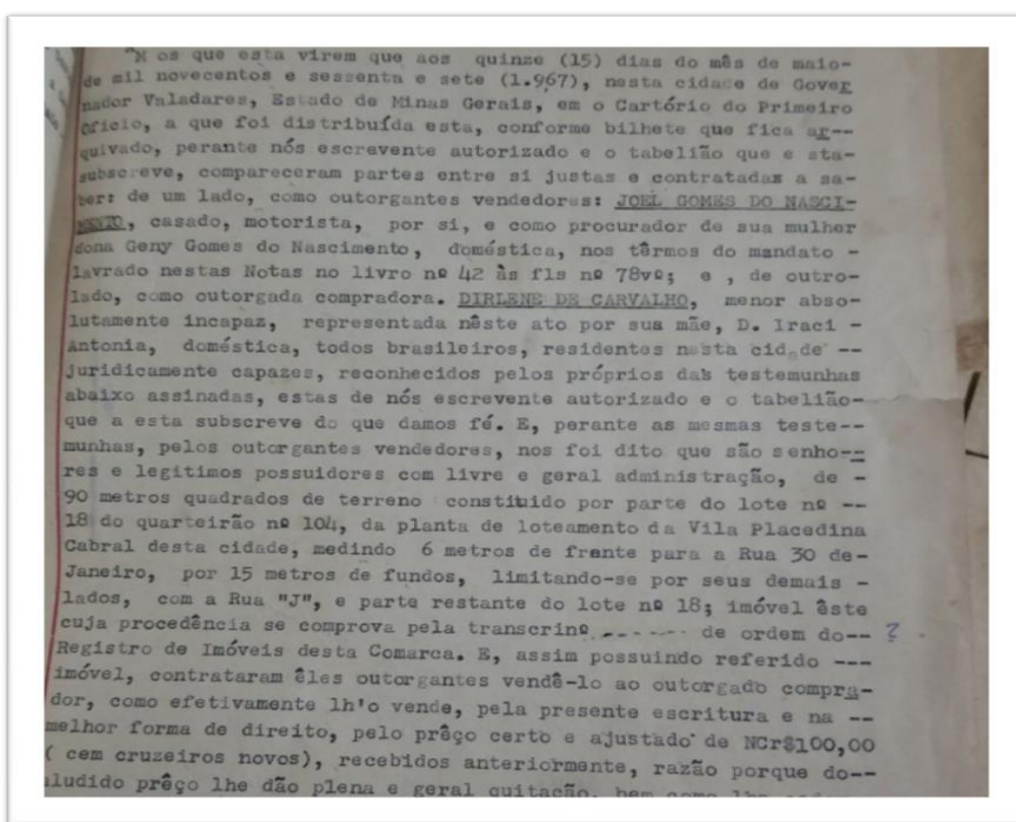 "M os que esta virem que aos quinze (15) dias do mês de maio-
de mil novecentos e sessenta e sete (1.967), nesta cidade de Gover
nador Valadares, Estado de Minas Gerais, em o Cartório do Primeiro
Oficio, a que foi distribuída esta, conforme bilhete que fica ar--
quivado, perante nós escrevente autorizado e o tabelião que e sta-
subscreve, compareceram partes entre si justas e contratadas a sa-
ber: de um lado, como outorgantes vendedores: JOEL GOMES DO NASCI-
MENTO, casado, motorista, por si, e como procurador de sua mulher
dona Geny Gomes do Nascimento, doméstica, nos têrmos do mandato -
lavrado nestas Notas no livro nº 42 às fls nº 78vº; e , de outro-
lado, como outorgada compradora. DIRLENE DE CARVALHO, menor abso-
lutamente incapaz, representada nêste ato por sua mãe, D. Iraci -
Antonia, doméstica, todos brasileiros, residentes nesta cidade --
juridicamente capazes, reconhecidos pelos próprios das testemunhas
abaixo assinadas, estas de nós escrevente autorizado e o tabelião-
que a esta subscreve do que damos fé. E, perante as mesmas teste--
munhas, pelos outorgantes vendedores, nos foi dito que são senho--
res e legitimos possuidores com livre e geral administração, de -
90 metros quadrados de terreno constituido por parte do lote nº --
18 do quarteirão nº 104, da planta de loteamento da Vila Placedina
Cabral desta cidade, medindo 6 metros de frente para a Rua 30 de-
Janeiro, por 15 metros de fundos, limitando-se por seus demais -
lados, com a Rua "J", e parte restante do lote nº 18; imóvel êste
cuja procedência se comprova pela transcrinº ------ de ordem do-- ?
Registro de Imóveis desta Comarca. E, assim possuindo referido ---
imóvel, contrataram êles outorgantes vendê-lo ao outorgado compra-
dor, como efetivamente lh'o vende, pela presente escritura e na --
melhor forma de direito, pelo prêço certo e ajustado de NCr$100,00
( cem cruzeiros novos), recebidos anteriormente, razão porque do--
aludido prêço lhe dão plena e geral quitação, bem como lhe